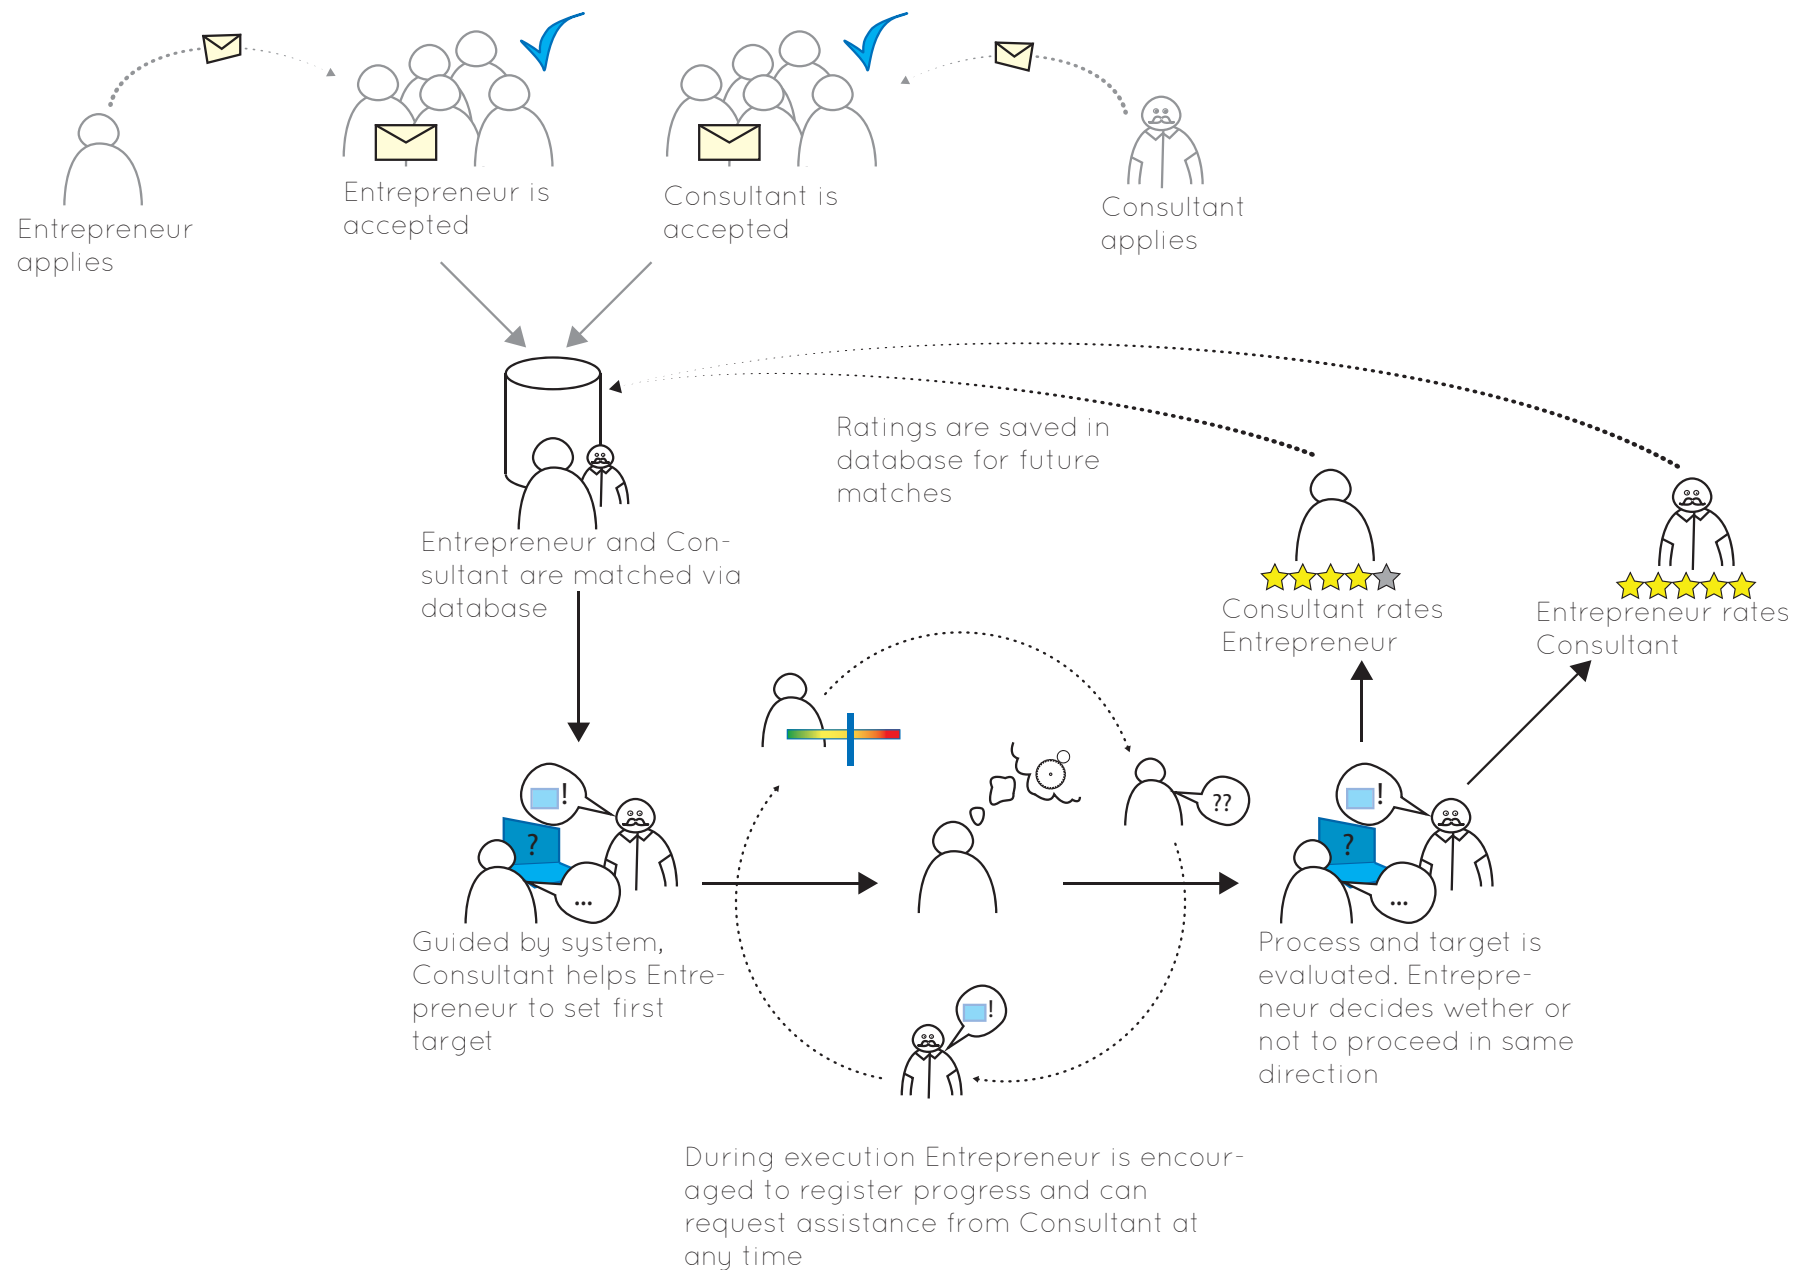 Entrepreneur
applies
Entrepreneur is
accepted
Consultant is
accepted
Consultant
applies
Ratings are saved in
database for future
matches
Entrepreneur and Con-
sultant are matched via
database
Consultant rates
Entrepreneur
Entrepreneur rates
Consultant
!
?
...
Guided by system,
Consultant helps Entre-
preneur to set first
target
??
!
!
?
...
Process and target is
evaluated. Entrepre-
neur decides wether or
not to proceed in same
direction
During execution Entrepreneur is encour-
aged to register progress and can
request assistance from Consultant at
any time